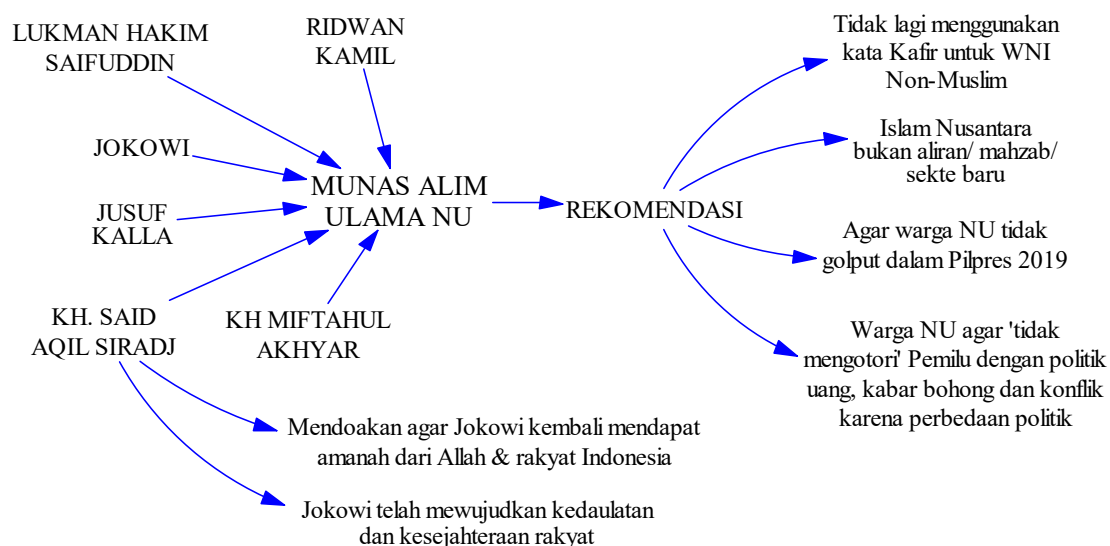 LUKMAN HAKIM
SAIFUDDIN
RIDWAN
KAMIL
JOKOWI
JUSUF
KALLA
KH. SAID
AQIL SIRADJ
KH MIFTAHUL
AKHYAR
MUNAS ALIM
ULAMA NU
REKOMENDASI
Tidak lagi menggunakan
kata Kafir untuk WNI
Non-Muslim
Islam Nusantara
bukan aliran/ mahzab/
sekte baru
Agar warga NU tidak
golput dalam Pilpres 2019
Warga NU agar 'tidak
mengotori' Pemilu dengan politik
uang, kabar bohong dan konflik
karena perbedaan politik
Mendoakan agar Jokowi kembali mendapat
amanah dari Allah & rakyat Indonesia
Jokowi telah mewujudkan kedaulatan
dan kesejahteraan rakyat